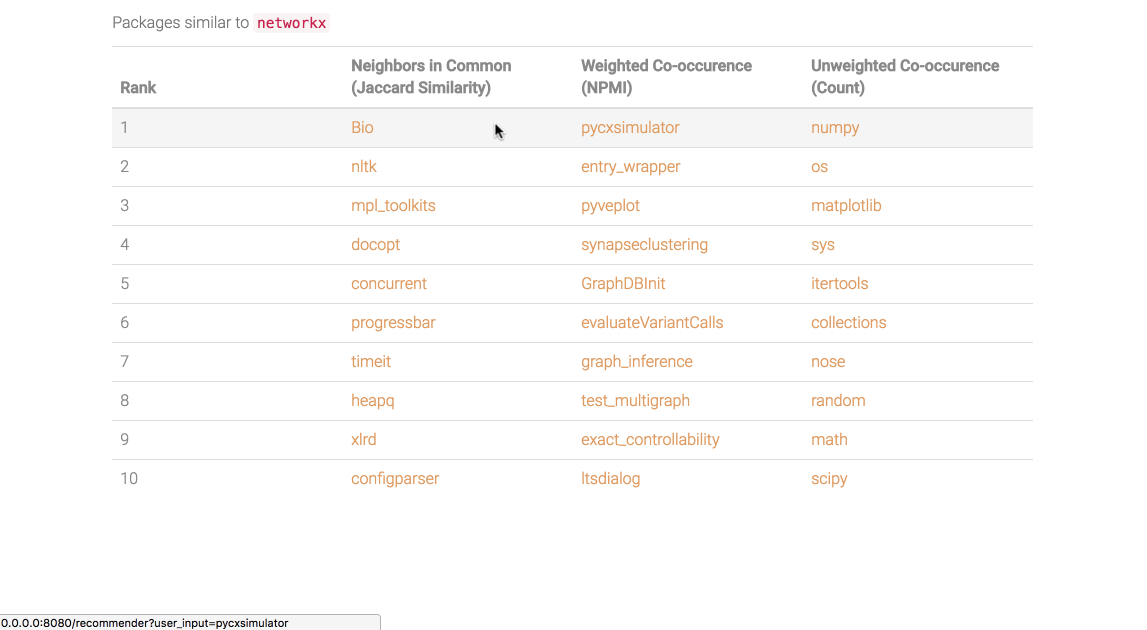 Packages similar to networkx
Neighbors in Common Weighted Co-occurence Unweighted Co-occurence
Rank (Jaccard Similarity) (NPMI) (Count)
1 Bio pycxsimulator numpy
2 nltk entry_wrapper os
3 mpl_toolkits pyveplot matplotlib
4 docopt synapseclustering sys
5 concurrent GraphDBInit itertools
6 progressbar evaluateVariantCalls collections
7 timeit graph_inference nose
8 heapq test_multigraph random
9 xlrd exact_controllability math
10 configparser ltsdialog scipy
0.0.0.0:8080/recommender?user_input=pycxsimulator